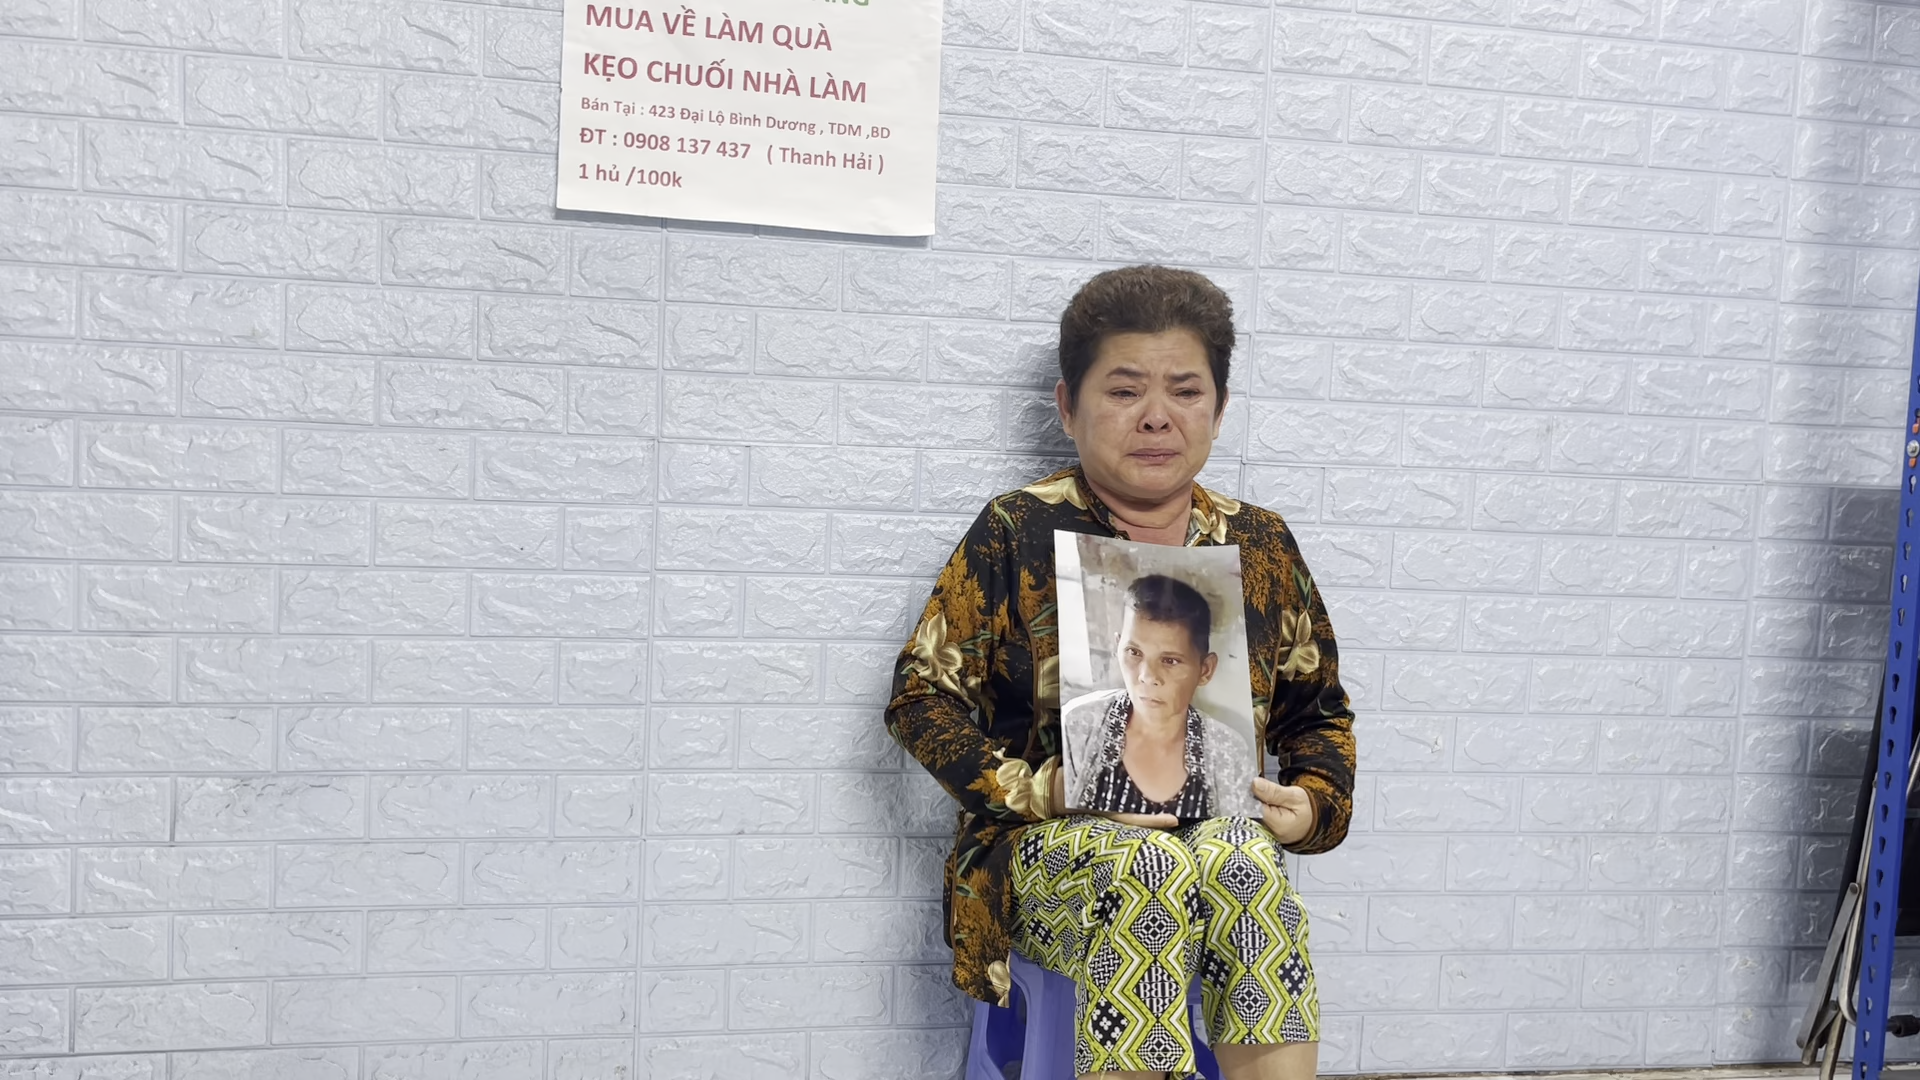 MUA VỀ LÀM QUÀ
KẸO CHUỐI NHÀ LÀM
Bán Tại : 423 Đại Lộ Bình Dương , TDM ,BD
ĐT : 0908 137 437 ( Thanh Hải )
1 hủ /100k